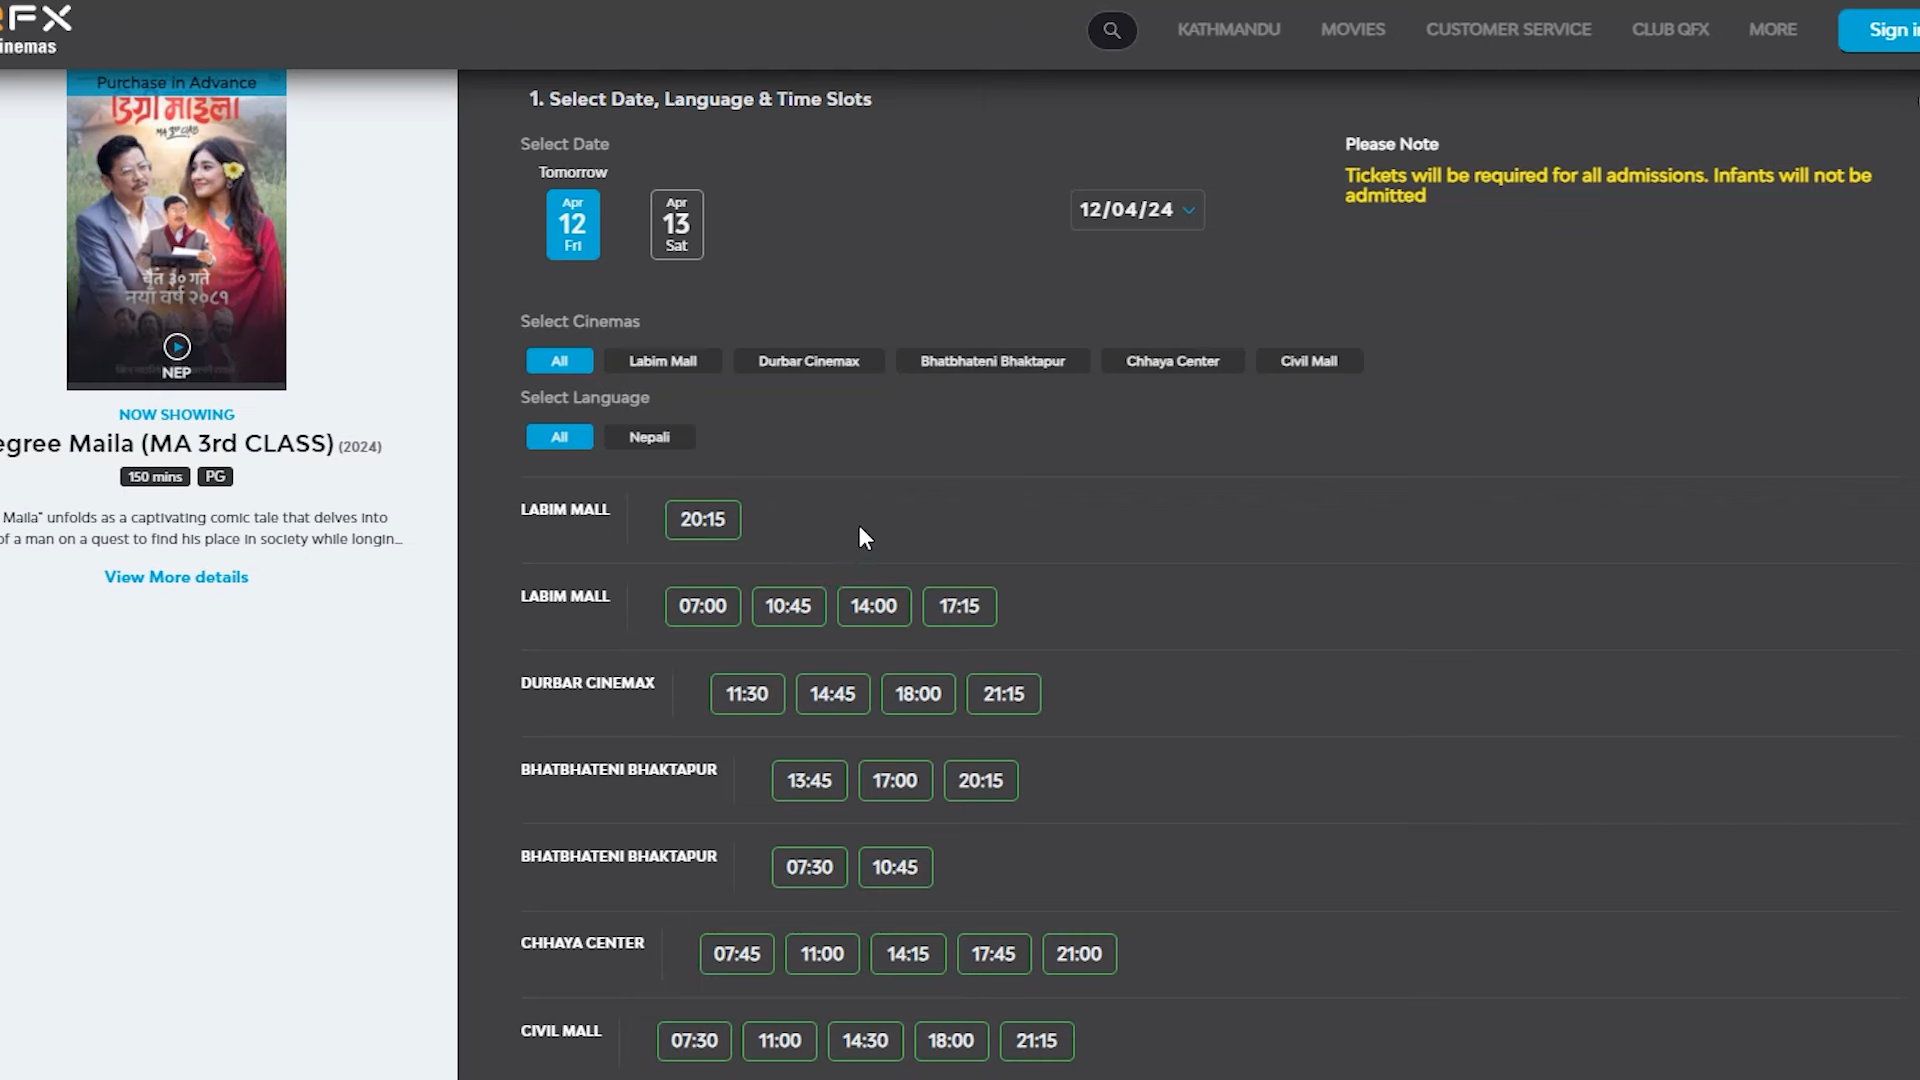 FX
inemas
KATHMANDU
MOVIES
CUSTOMER SERVICE
CLUB QFX
MORE
Sign i
Purchase in Advance
डिग्री माइला
MA 3RD CLASS
चैत ३० गते
नयाँ वर्ष २०८१
NEP
NOW SHOWING
egree Maila (MA 3rd CLASS) (2024)
150 mins PG
Maila" unfolds as a captivating comic tale that delves into
of a man on a quest to find his place in society while longin...
View More details
1. Select Date, Language & Time Slots
Select Date
Tomorrow
Apr
12
Fri
Apr
13
Sat
12/04/24
Please Note
Tickets will be required for all admissions. Infants will not be
admitted
Select Cinemas
All Labim Mall Durbar Cinemax Bhatbhateni Bhaktapur Chhaya Center Civil Mall
Select Language
All Nepali
LABIM MALL 20:15
LABIM MALL 07:00 10:45 14:00 17:15
DURBAR CINEMAX 11:30 14:45 18:00 21:15
BHATBHATENI BHAKTAPUR 13:45 17:00 20:15
BHATBHATENI BHAKTAPUR 07:30 10:45
CHHAYA CENTER 07:45 11:00 14:15 17:45 21:00
CIVIL MALL 07:30 11:00 14:30 18:00 21:15